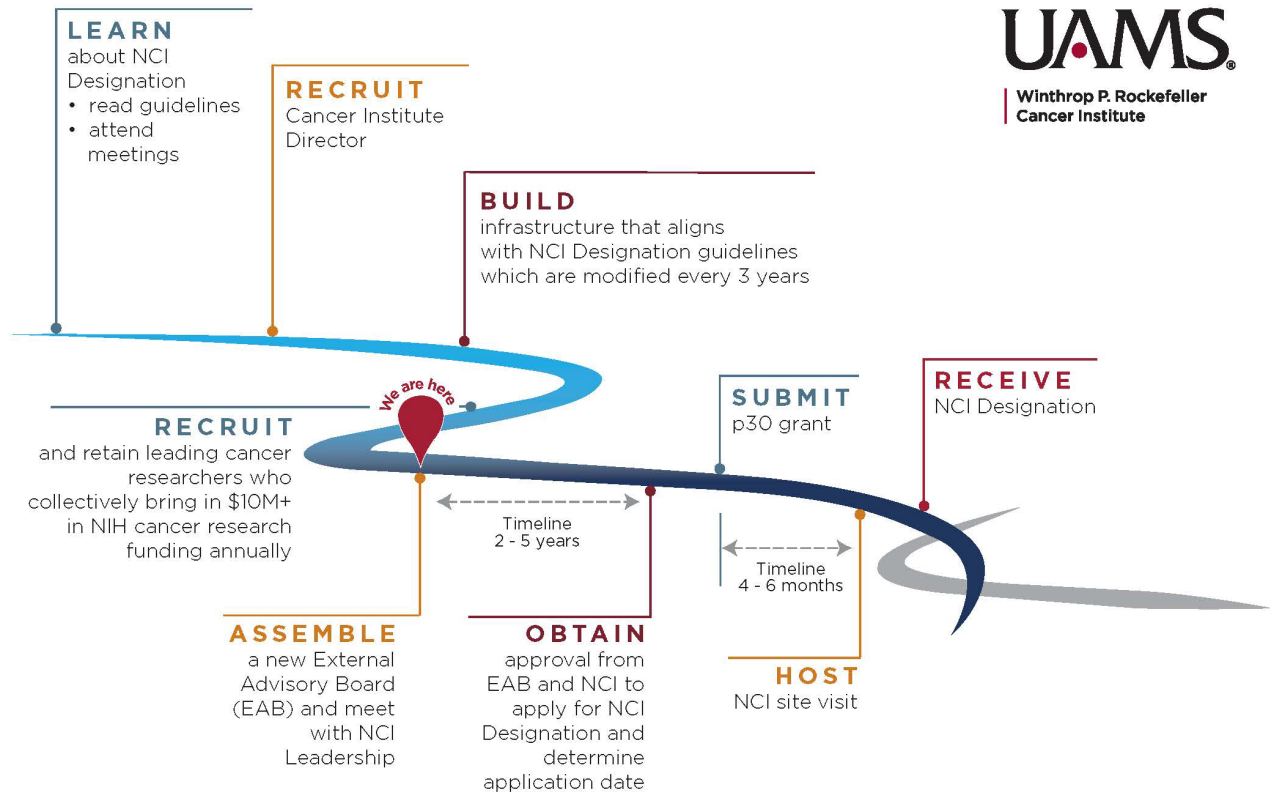 LEARN
about NCI
Designation
• read guidelines
• attend
meetings
RECRUIT
Cancer Institute
Director
UAMS®
Winthrop P. Rockefeller
Cancer Institute
BUILD
infrastructure that aligns
with NCI Designation guidelines
which are modified every 3 years
We are here
RECRUIT
and retain leading cancer
researchers who
collectively bring in $10M+
in NIH cancer research
funding annually
SUBMIT
p30 grant
RECEIVE
NCI Designation
Timeline
2 - 5 years
Timeline
4 - 6 months
ASSEMBLE
a new External
Advisory Board
(EAB) and meet
with NCI
Leadership
OBTAIN
approval from
EAB and NCI to
apply for NCI
Designation and
determine
application date
HOST
NCI site visit